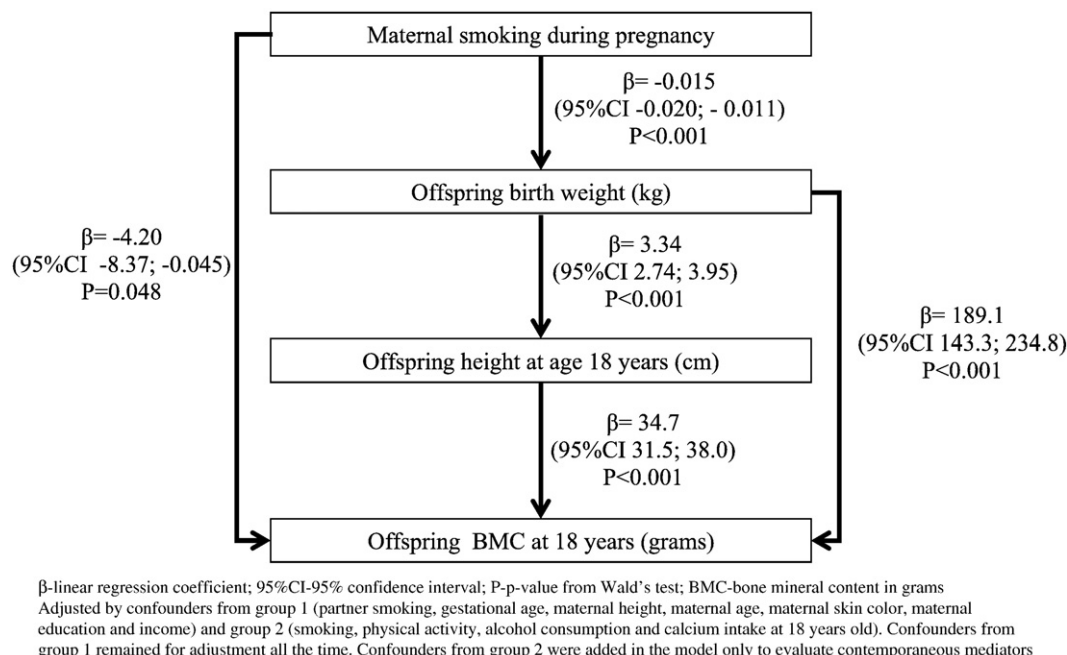 Maternal smoking during pregnancy
β= -0.015
(95%CI -0.020; - 0.011)
P<0.001
Offspring birth weight (kg)
β= -4.20
(95%CI -8.37; -0.045)
P=0.048
β= 3.34
(95%CI 2.74; 3.95)
P<0.001
β= 189.1
(95%CI 143.3; 234.8)
P<0.001
Offspring height at age 18 years (cm)
β= 34.7
(95%CI 31.5; 38.0)
P<0.001
Offspring BMC at 18 years (grams)
β-linear regression coefficient; 95%CI-95% confidence interval; P-p-value from Wald's test; BMC-bone mineral content in grams
Adjusted by confounders from group 1 (partner smoking, gestational age, maternal height, maternal age, maternal skin color, maternal
education and income) and group 2 (smoking, physical activity, alcohol consumption and calcium intake at 18 years old). Confounders from
group 1 remained for adjustment all the time. Confounders from group 2 were added in the model only to evaluate contemporaneous mediators